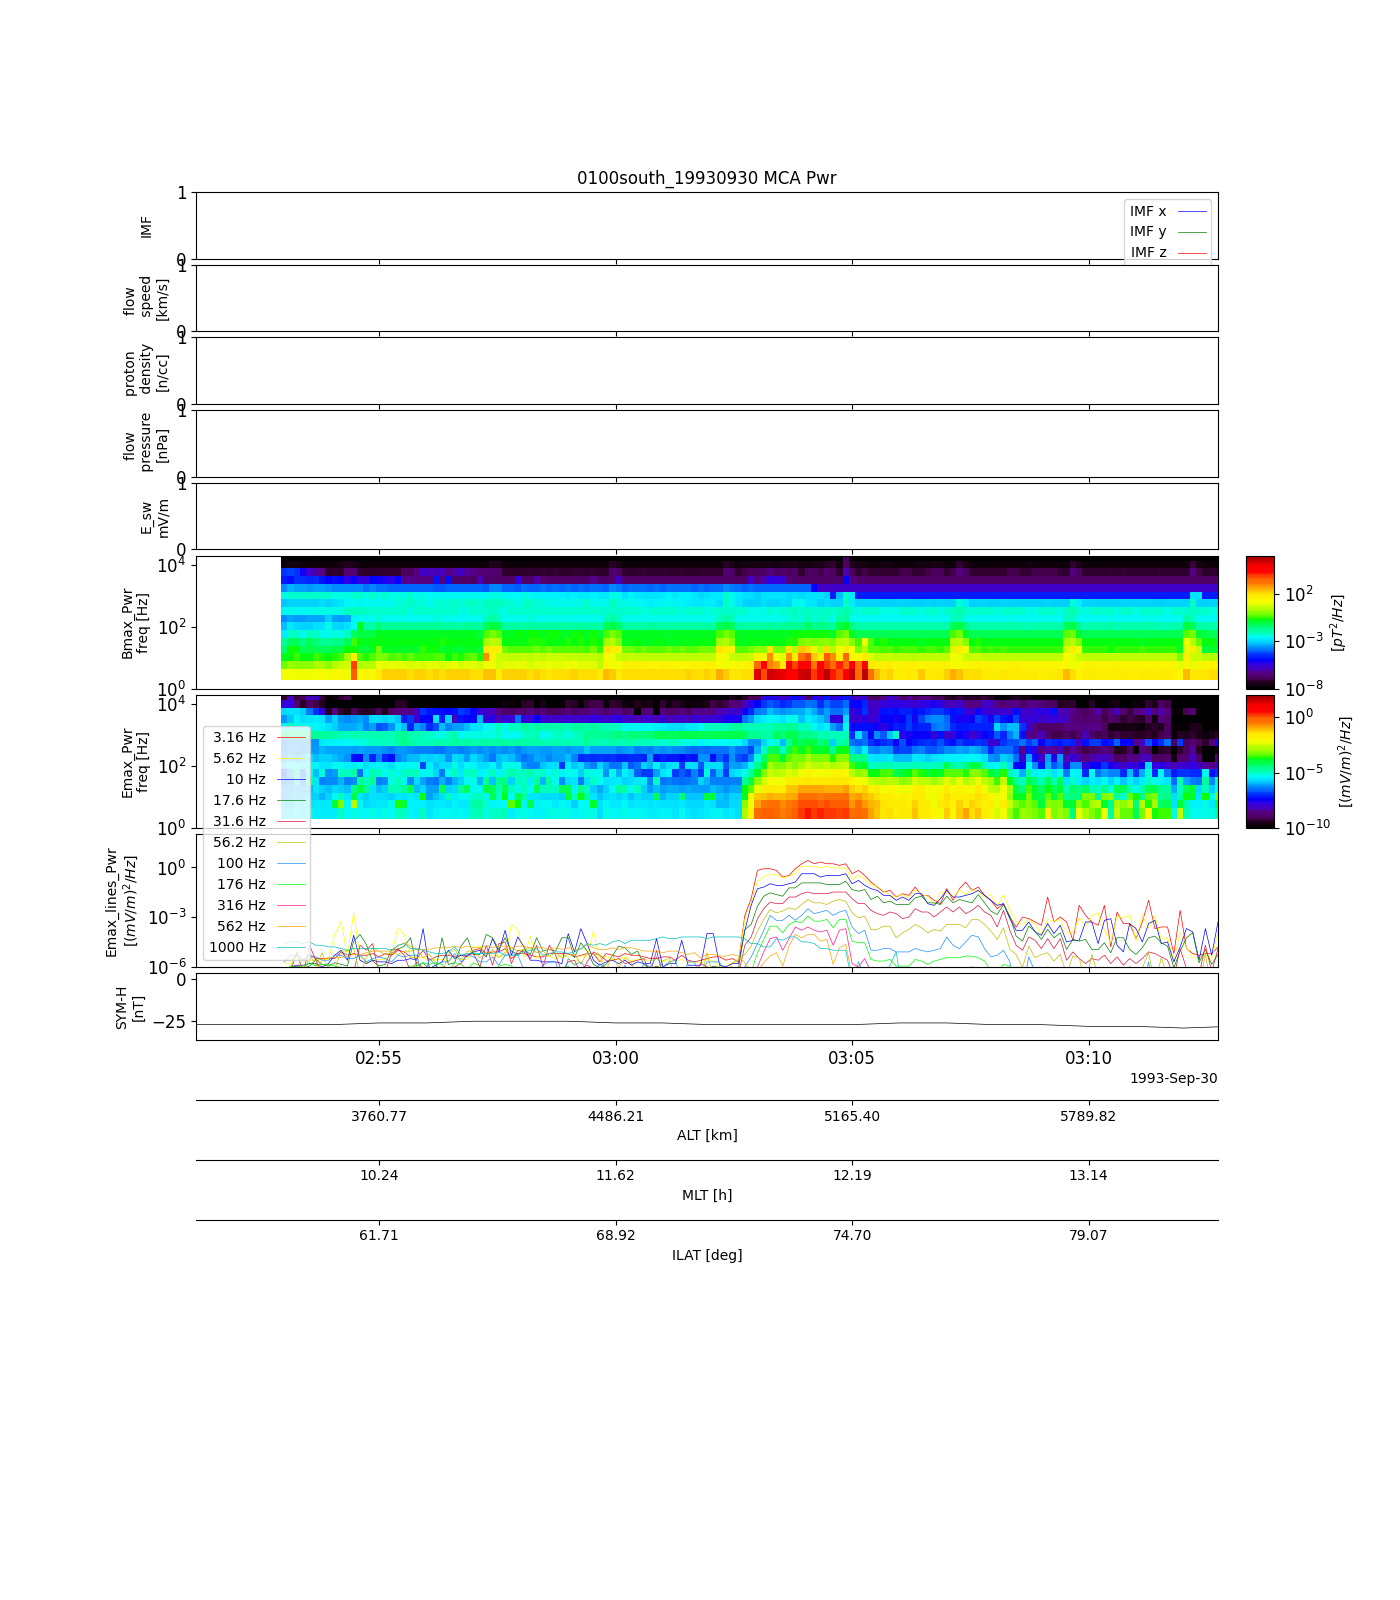 0100south_19930930 MCA Pwr
1
IMF
0
IMF x
IMF y
IMF z
1
flow
speed
[km/s]
0
1
proton
density
[n/cc]
0
1
flow
pressure
[nPa]
0
1
E_sw
mV/m
0
10^4
10^2
10^0
Bmax_Pwr
freq [Hz]
10^2
10^-3
10^-8
[pT^2/Hz]
10^4
10^2
10^0
Emax_Pwr
freq [Hz]
10^0
10^-5
10^-10
[(mV/m)^2/Hz]
3.16 Hz
5.62 Hz
10 Hz
17.6 Hz
31.6 Hz
56.2 Hz
100 Hz
176 Hz
316 Hz
562 Hz
1000 Hz
10^0
10^-3
10^-6
Emax_lines_Pwr
[(mV/m)^2/Hz]
0
−25
SYM-H
[nT]
02:55 03:00 03:05 03:10
1993-Sep-30
3760.77 4486.21 5165.40 5789.82
ALT [km]
10.24 11.62 12.19 13.14
MLT [h]
61.71 68.92 74.70 79.07
ILAT [deg]